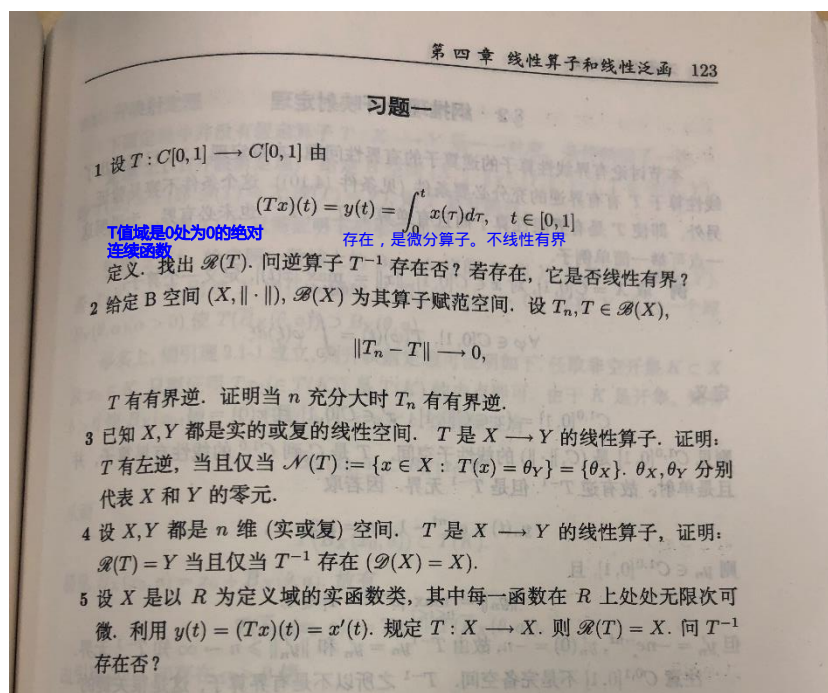 第四章 线性算子和线性泛函 123
习题一
1 设 T : C[0,1] → C[0,1] 由
(Tx)(t) = y(t) = ∫₀ᵗ x(τ)dτ, t ∈ [0,1]
T值域是0处为0的绝对
连续函数
存在，是微分算子。不线性有界
定义. 找出 ℛ(T). 问逆算子 T⁻¹ 存在否? 若存在, 它是否线性有界?
2 给定 B 空间 (X, ‖·‖), ℬ(X) 为其算子赋范空间. 设 Tₙ, T ∈ ℬ(X),
‖Tₙ − T‖ → 0,
T 有有界逆. 证明当 n 充分大时 Tₙ 有有界逆.
3 已知 X, Y 都是实的或复的线性空间. T 是 X → Y 的线性算子. 证明:
T 有左逆, 当且仅当 𝒩(T) := {x ∈ X : T(x) = θ_Y} = {θ_X}. θ_X, θ_Y 分别
代表 X 和 Y 的零元.
4 设 X, Y 都是 n 维 (实或复) 空间. T 是 X → Y 的线性算子, 证明:
ℛ(T) = Y 当且仅当 T⁻¹ 存在 (𝒟(X) = X).
5 设 X 是以 R 为定义域的实函数类, 其中每一函数在 R 上处处无限次可
微. 利用 y(t) = (Tx)(t) = x′(t). 规定 T : X → X. 则 ℛ(T) = X. 问 T⁻¹
存在否?